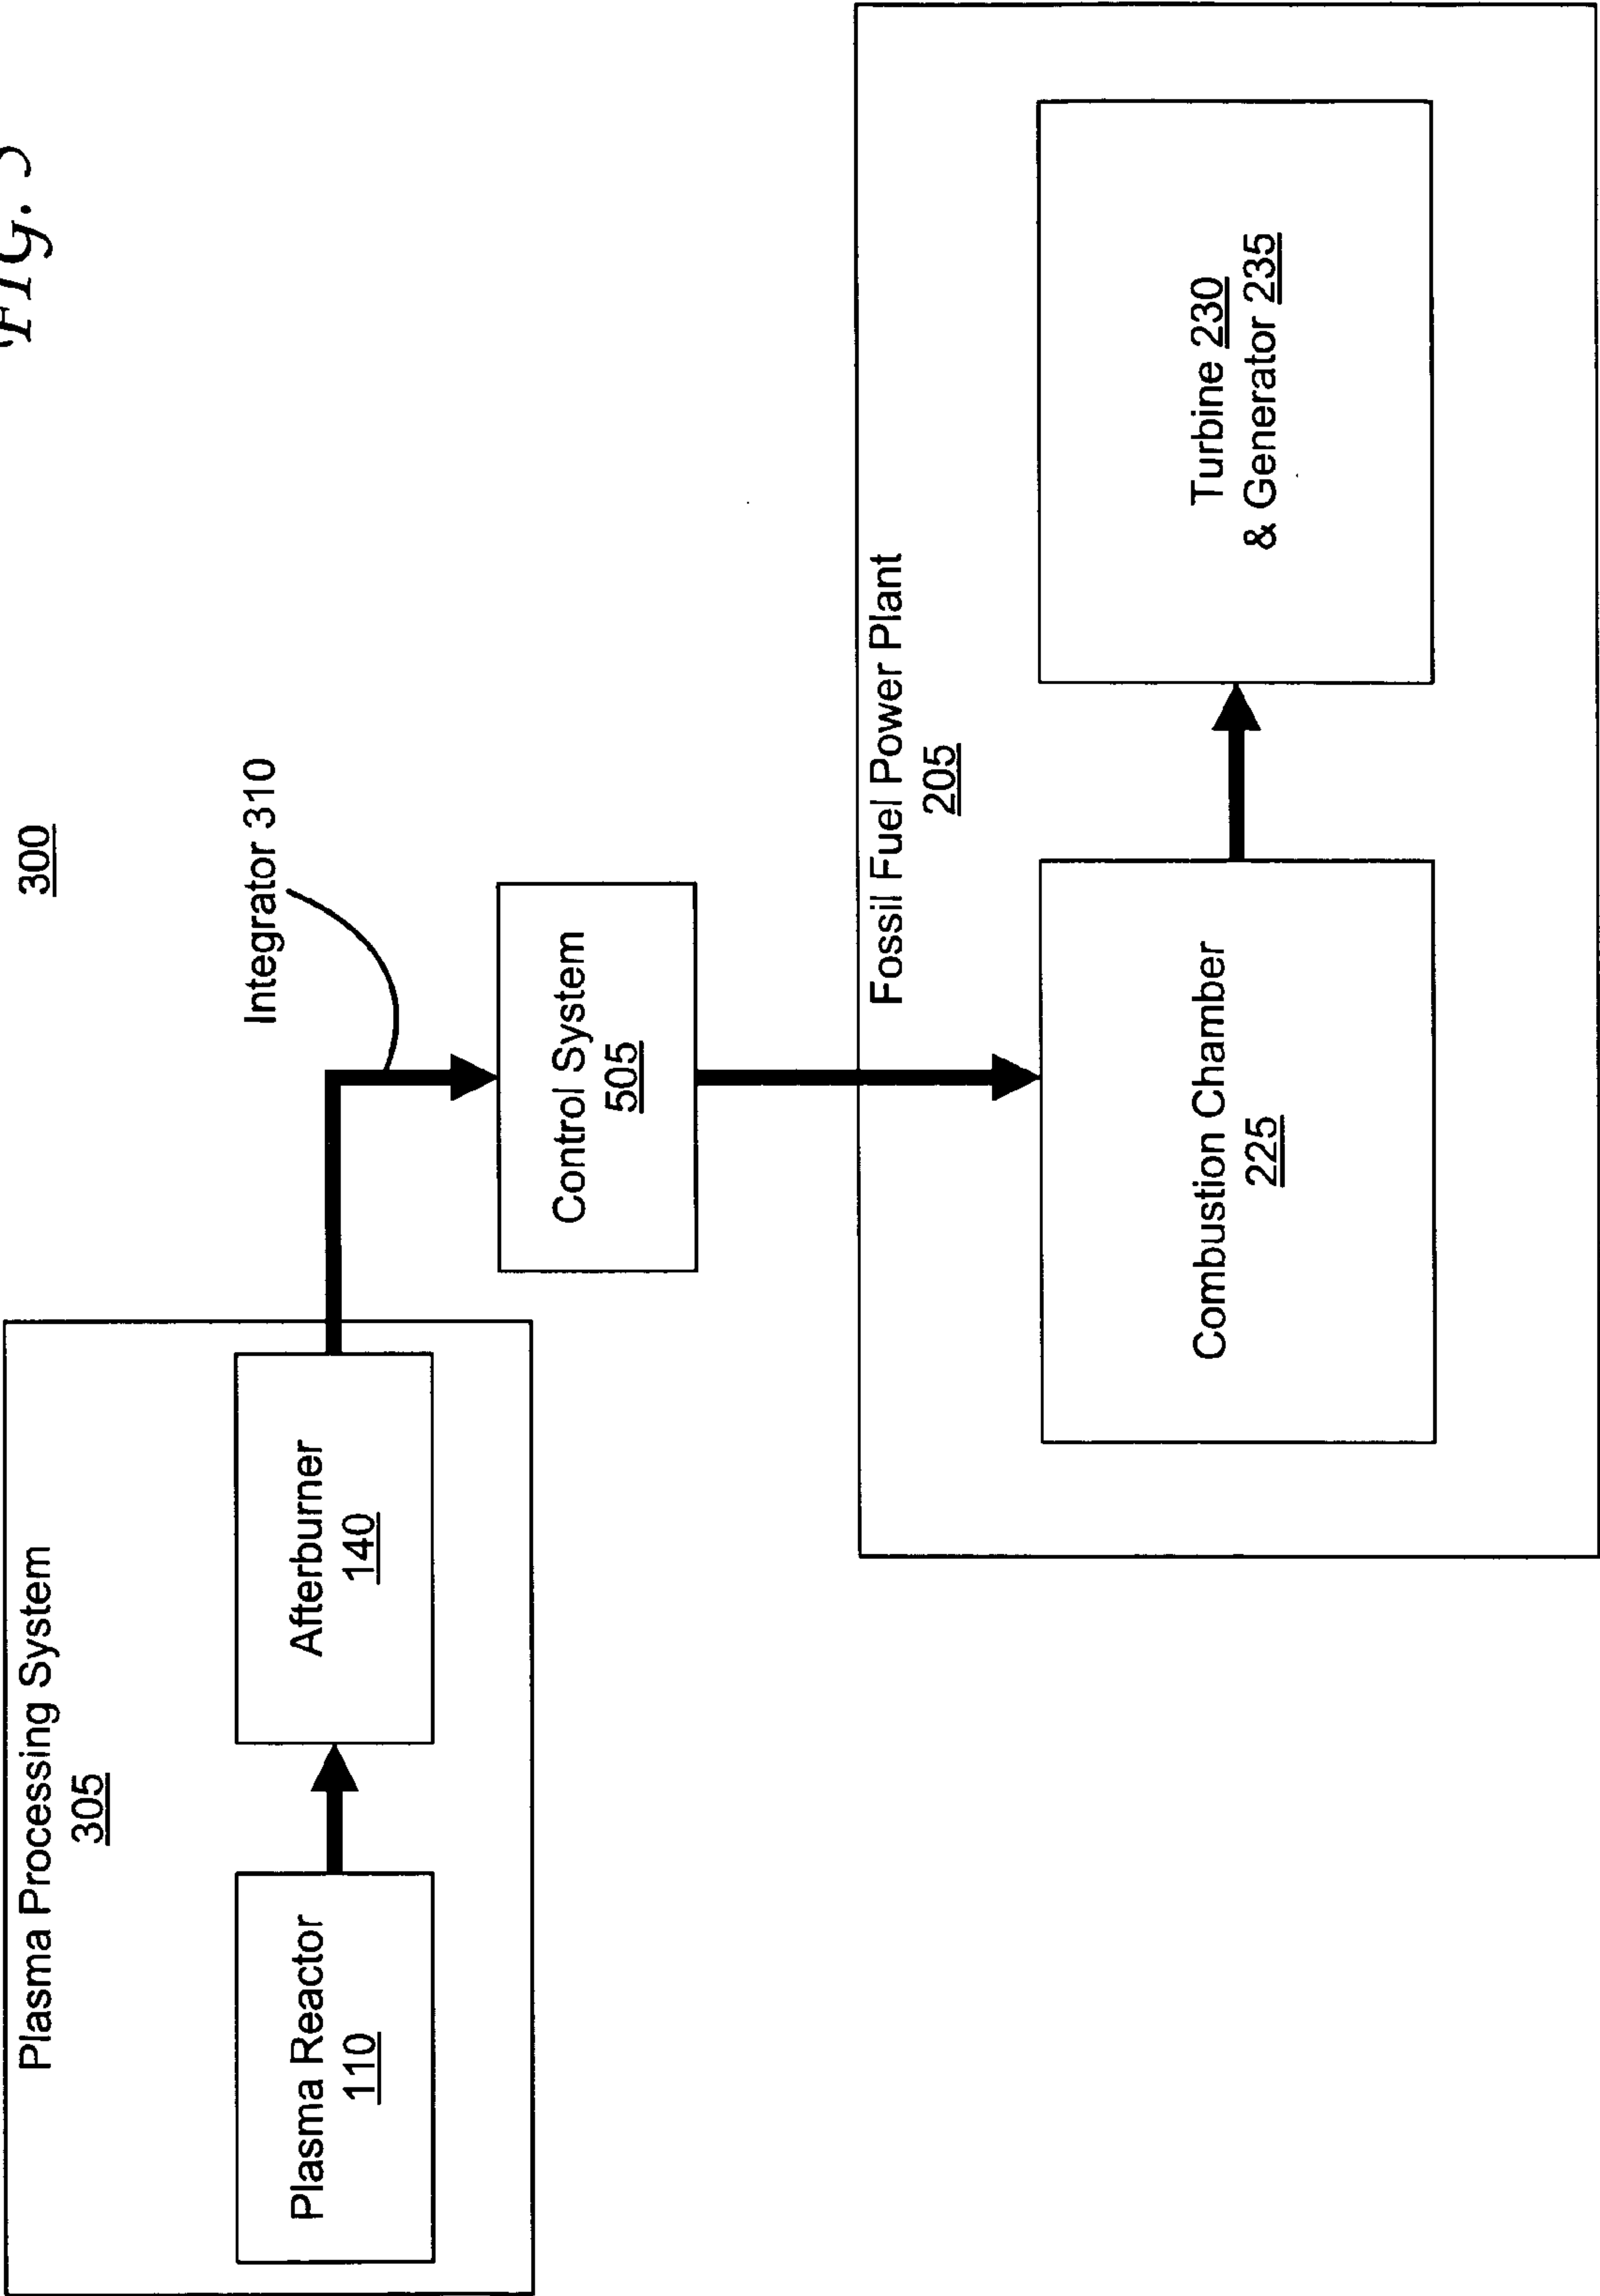 FIG.
300
Plasma Processing System
305
Plasma Reactor
110
Afterburner
140
Integrator 310
Control System
505
Fossil Fuel Power Plant
205
Combustion Chamber
225
Turbine 230
& Generator 235